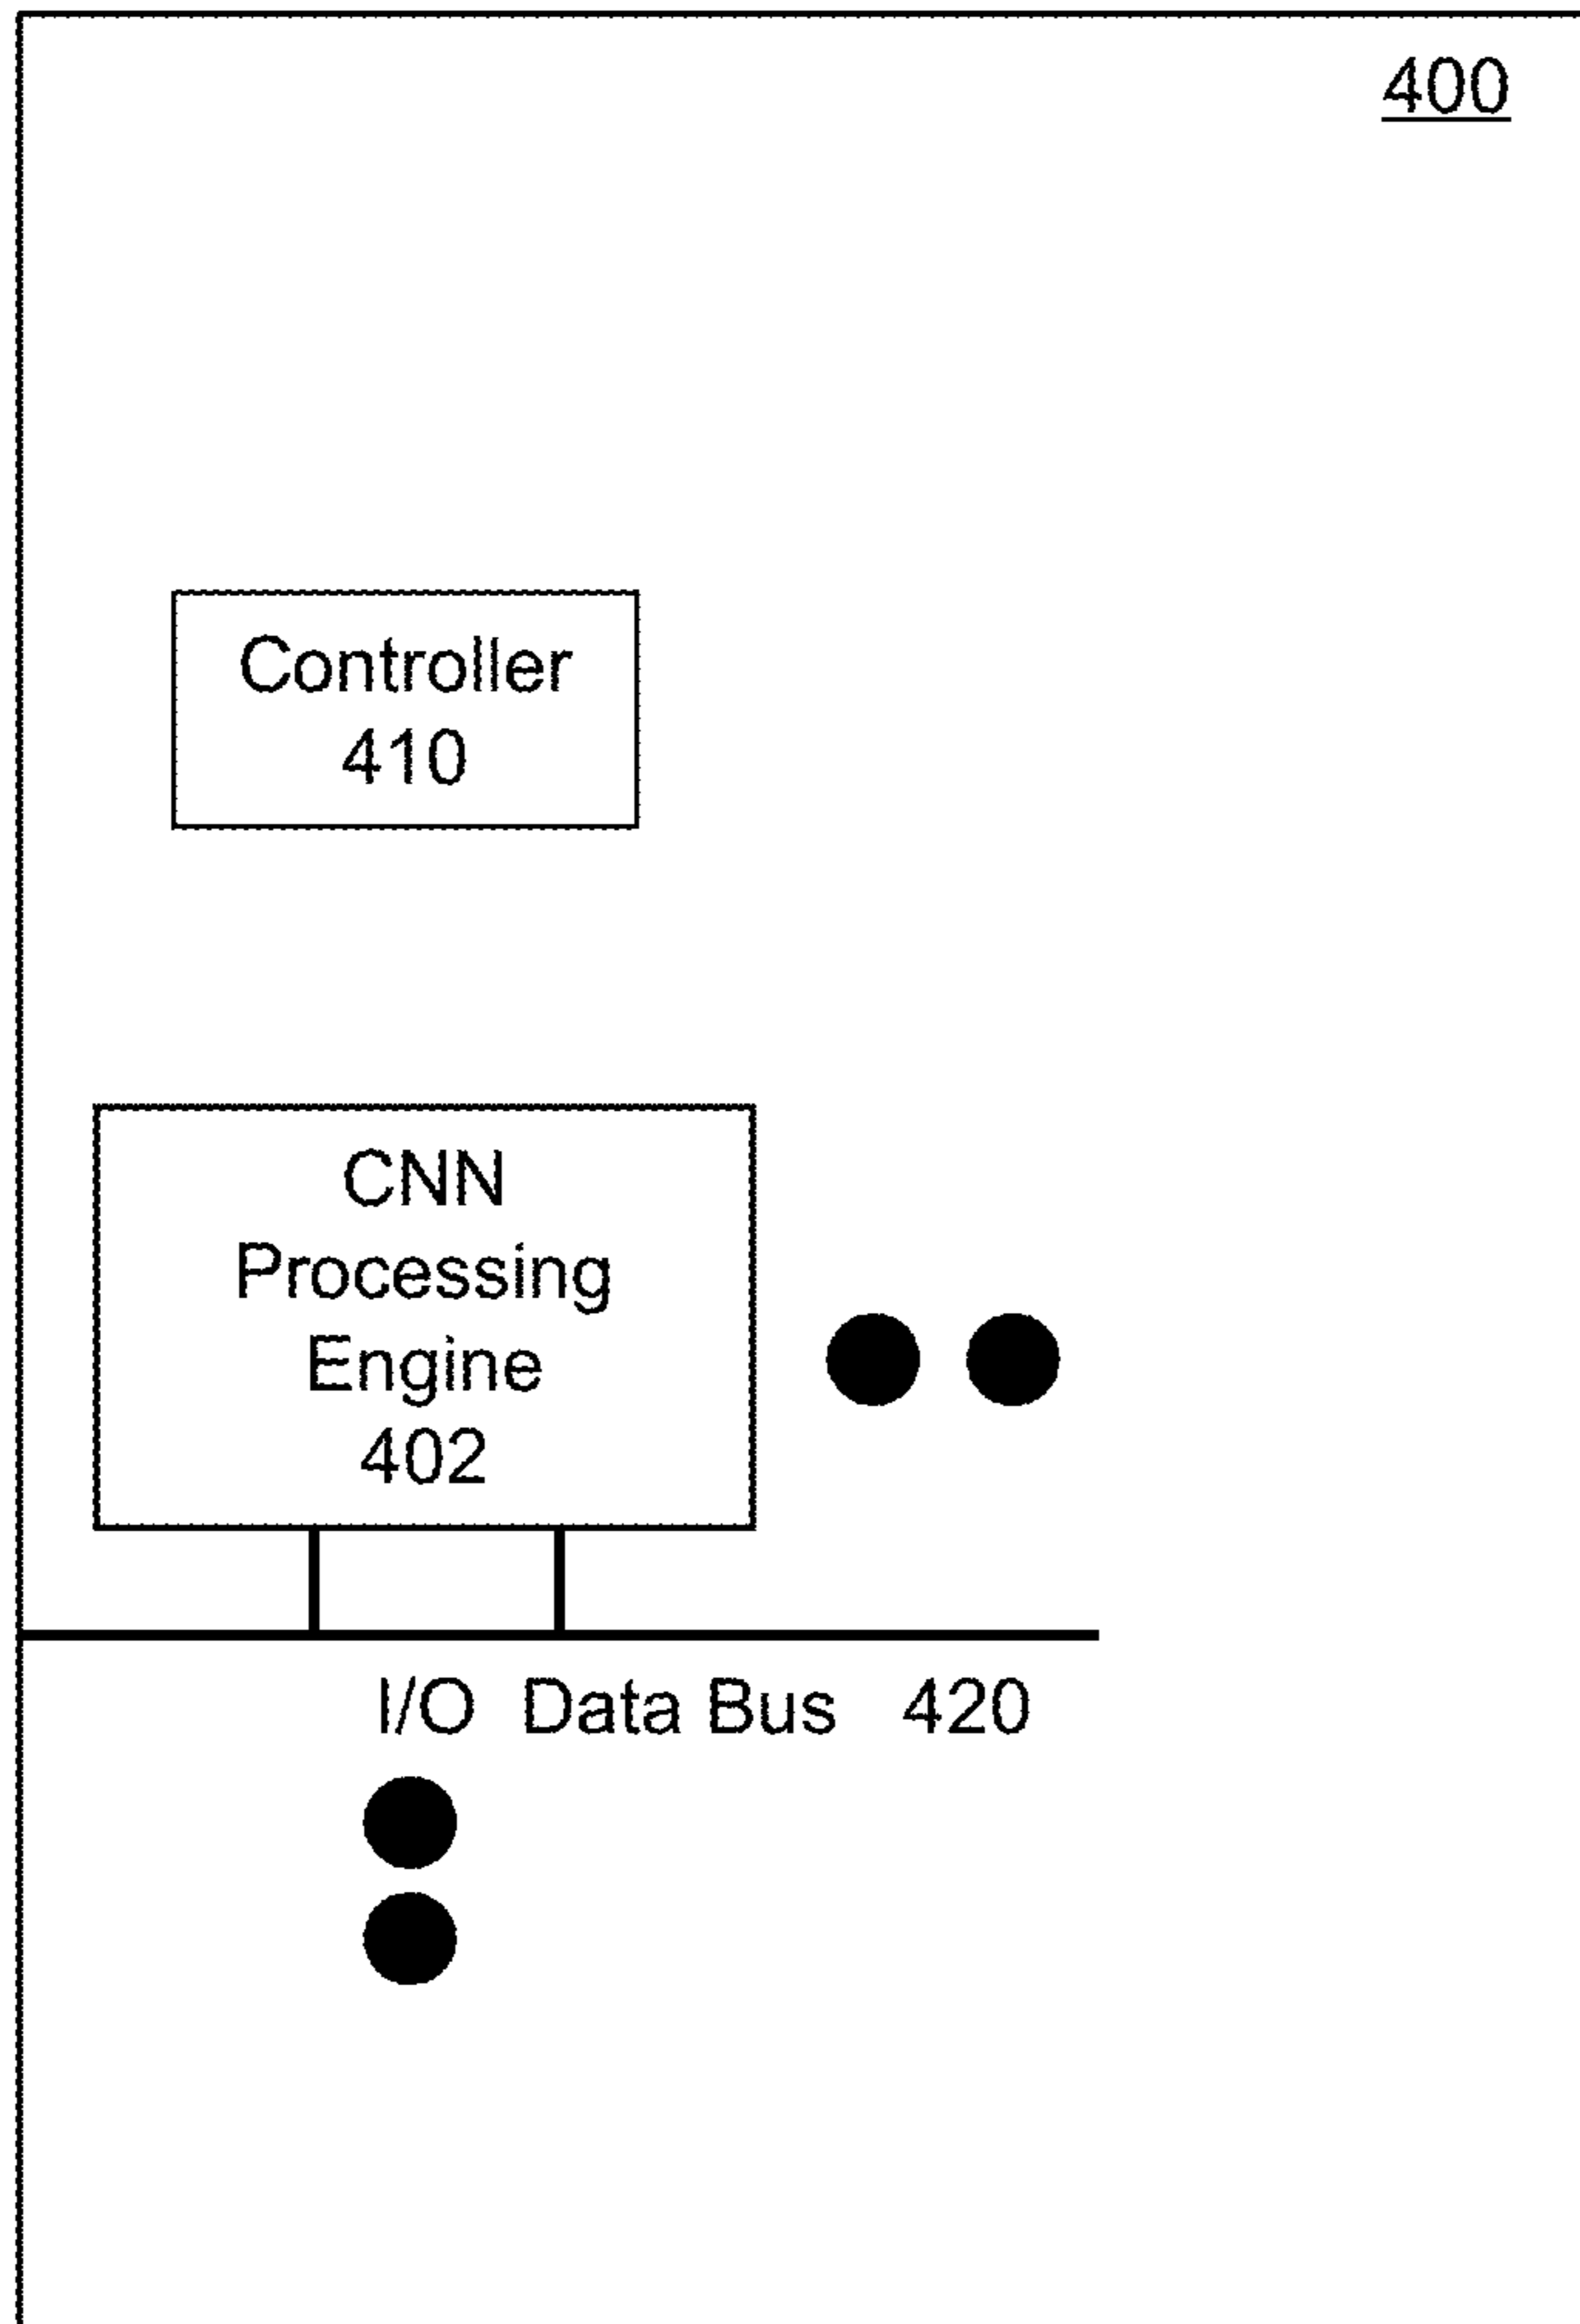 400
Controller
410
CNN
Processing
Engine
402
I/O Data Bus 420